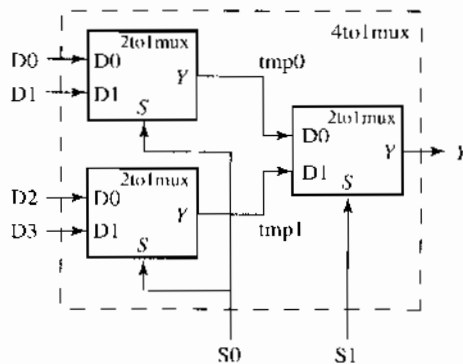 4to1mux
2to1mux
D0
D0
Y
D1
D1
S
tmp0
2to1mux
D0
D1
Y
Y
S
2to1mux
D2
D0
Y
D3
D1
S
tmp1
S0
S1